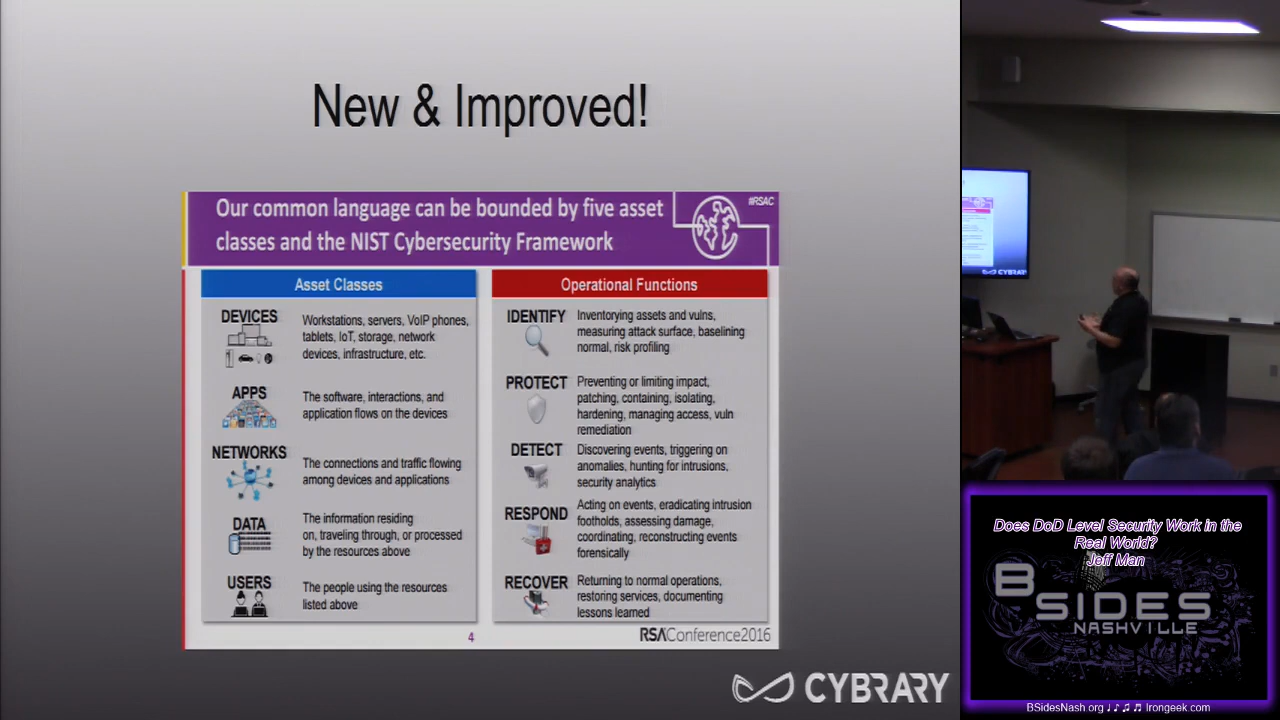 New & Improved!
Our common language can be bounded by five asset
classes and the NIST Cybersecurity Framework
#RSAC
Asset Classes
DEVICES
Workstations, servers, VoIP phones,
tablets, IoT, storage, network
devices, infrastructure, etc.
APPS
The software, interactions, and
application flows on the devices
NETWORKS
The connections and traffic flowing
among devices and applications
DATA
The information residing
on, traveling through, or processed
by the resources above
USERS
The people using the resources
listed above
Operational Functions
IDENTIFY
Inventorying assets and vulns,
measuring attack surface, baselining
normal, risk profiling
PROTECT
Preventing or limiting impact,
patching, containing, isolating,
hardening, managing access, vuln
remediation
DETECT
Discovering events, triggering on
anomalies, hunting for intrusions,
security analytics
RESPOND
Acting on events, eradicating intrusion
footholds, assessing damage,
coordinating, reconstructing events
forensically
RECOVER
Returning to normal operations,
restoring services, documenting
lessons learned
4
RSAConference2016
CYBRARY
CYBRARY
Does DoD Level Security Work in the
Real World?
Joff Man
BSIDES
NASHVILLE
BSidesNash.org ♩♪♫♬ Irongeek.com